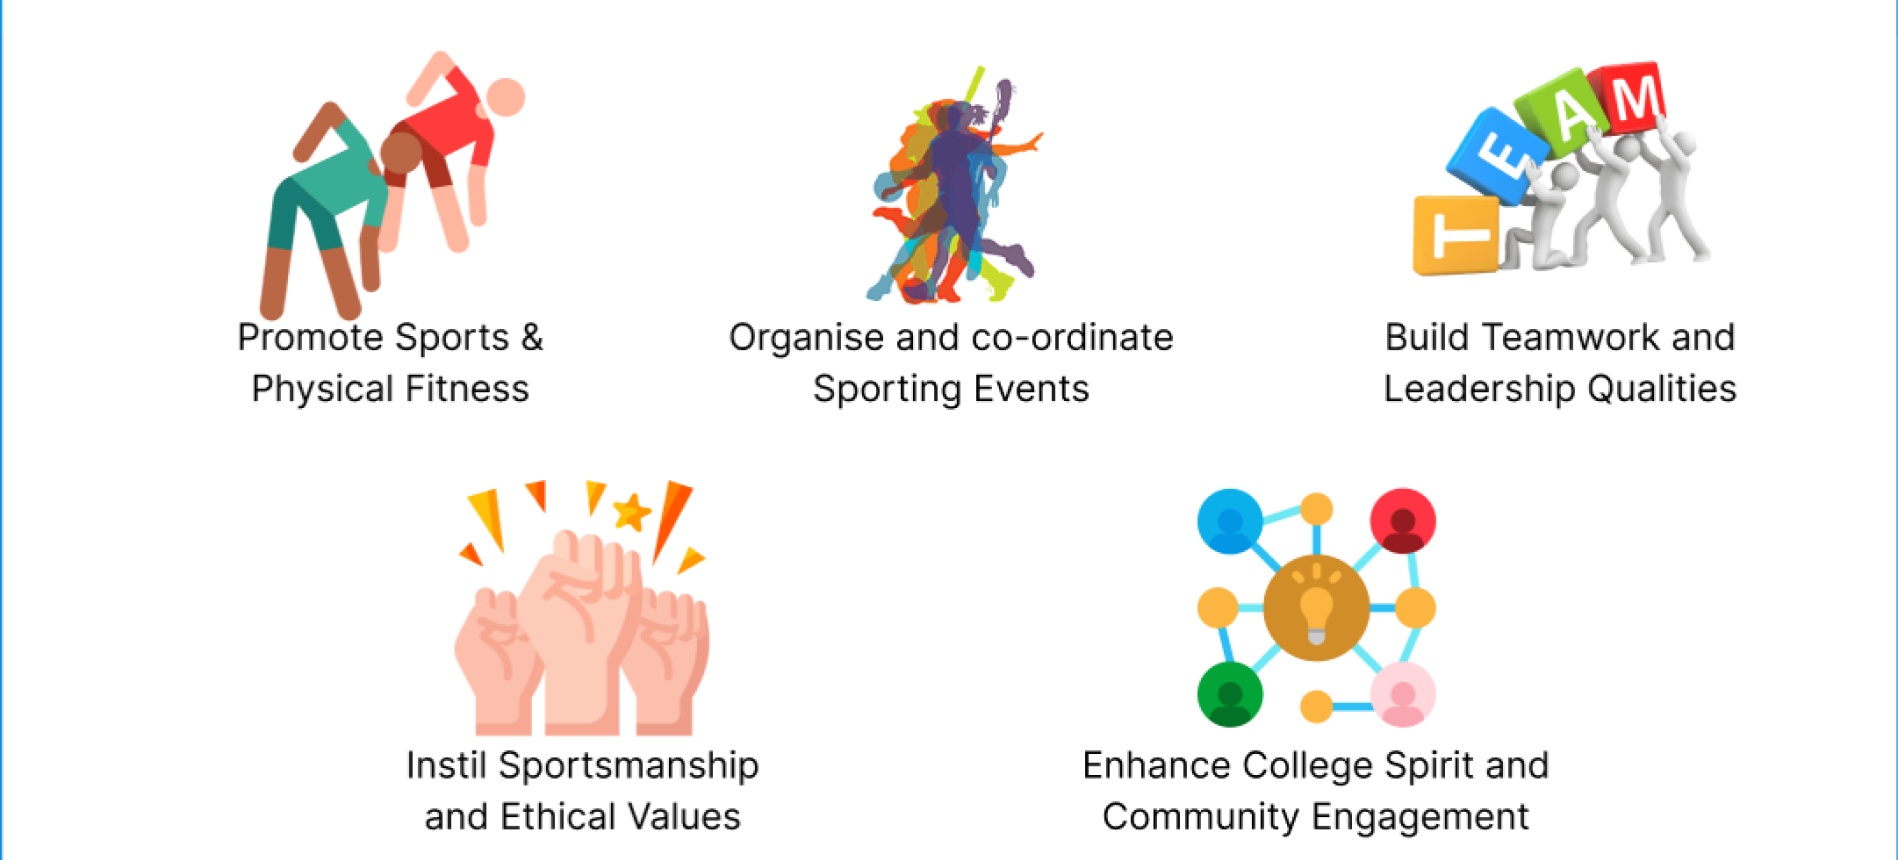 TEAM
Promote Sports &
Physical Fitness
Organise and co-ordinate
Sporting Events
Build Teamwork and
Leadership Qualities
Instil Sportsmanship
and Ethical Values
Enhance College Spirit and
Community Engagement